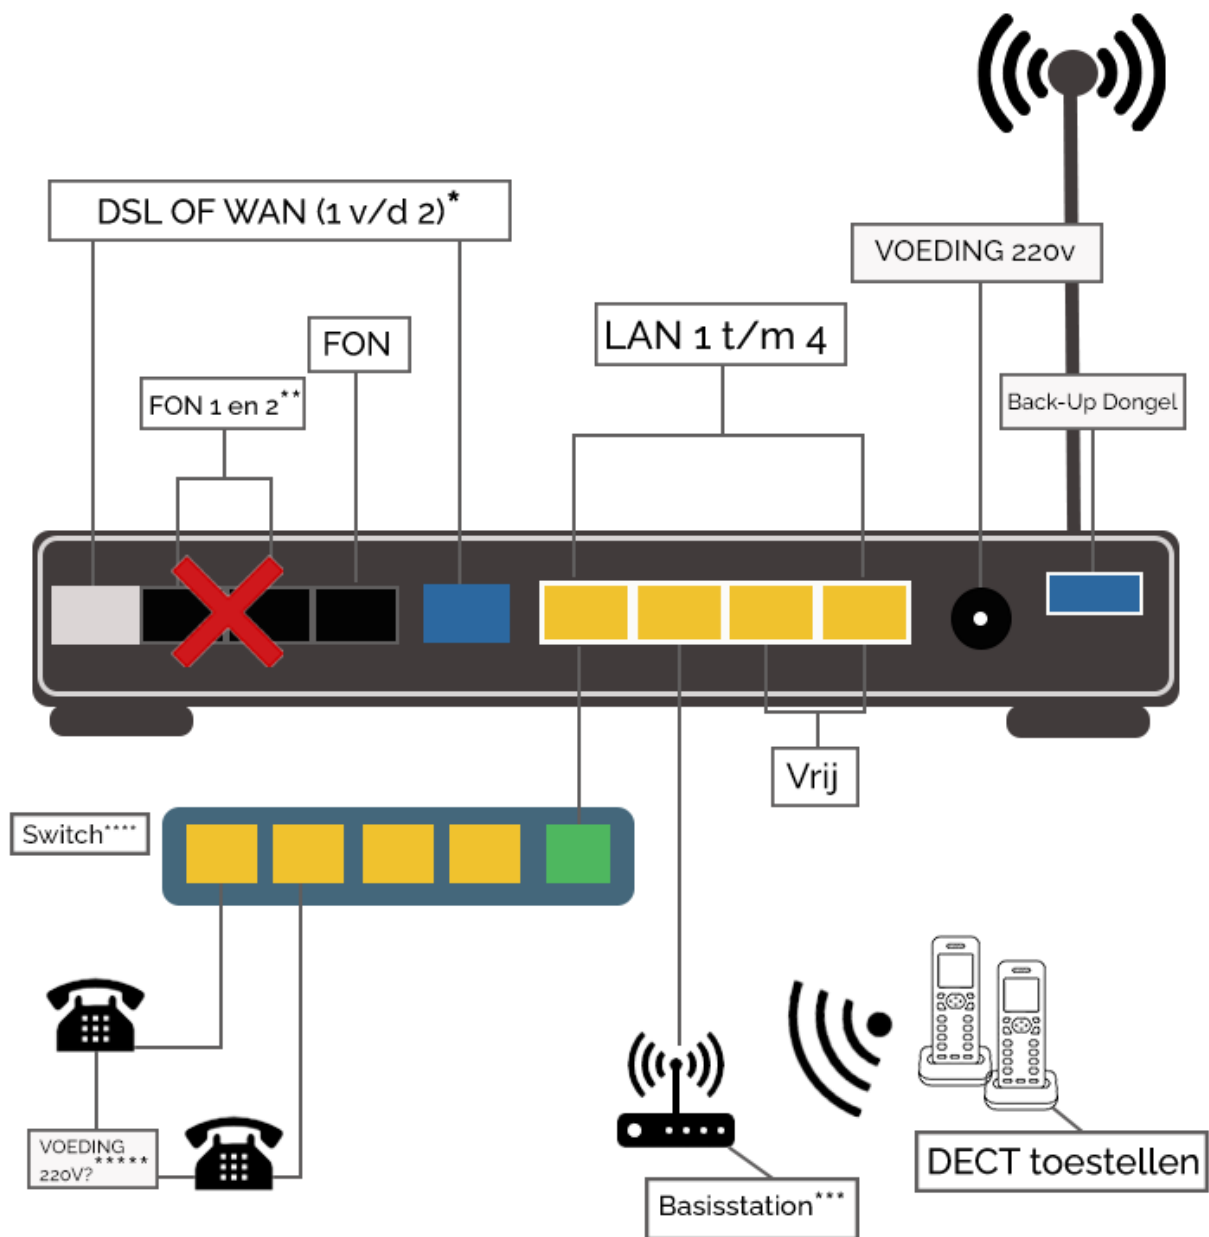 DSL OF WAN (1 v/d 2)*
VOEDING 220v
LAN 1 t/m 4
FON
FON 1 en 2**
Back-Up Dongel
Vrij
Switch****
VOEDING
220V?*****
DECT toestellen
Basisstation***